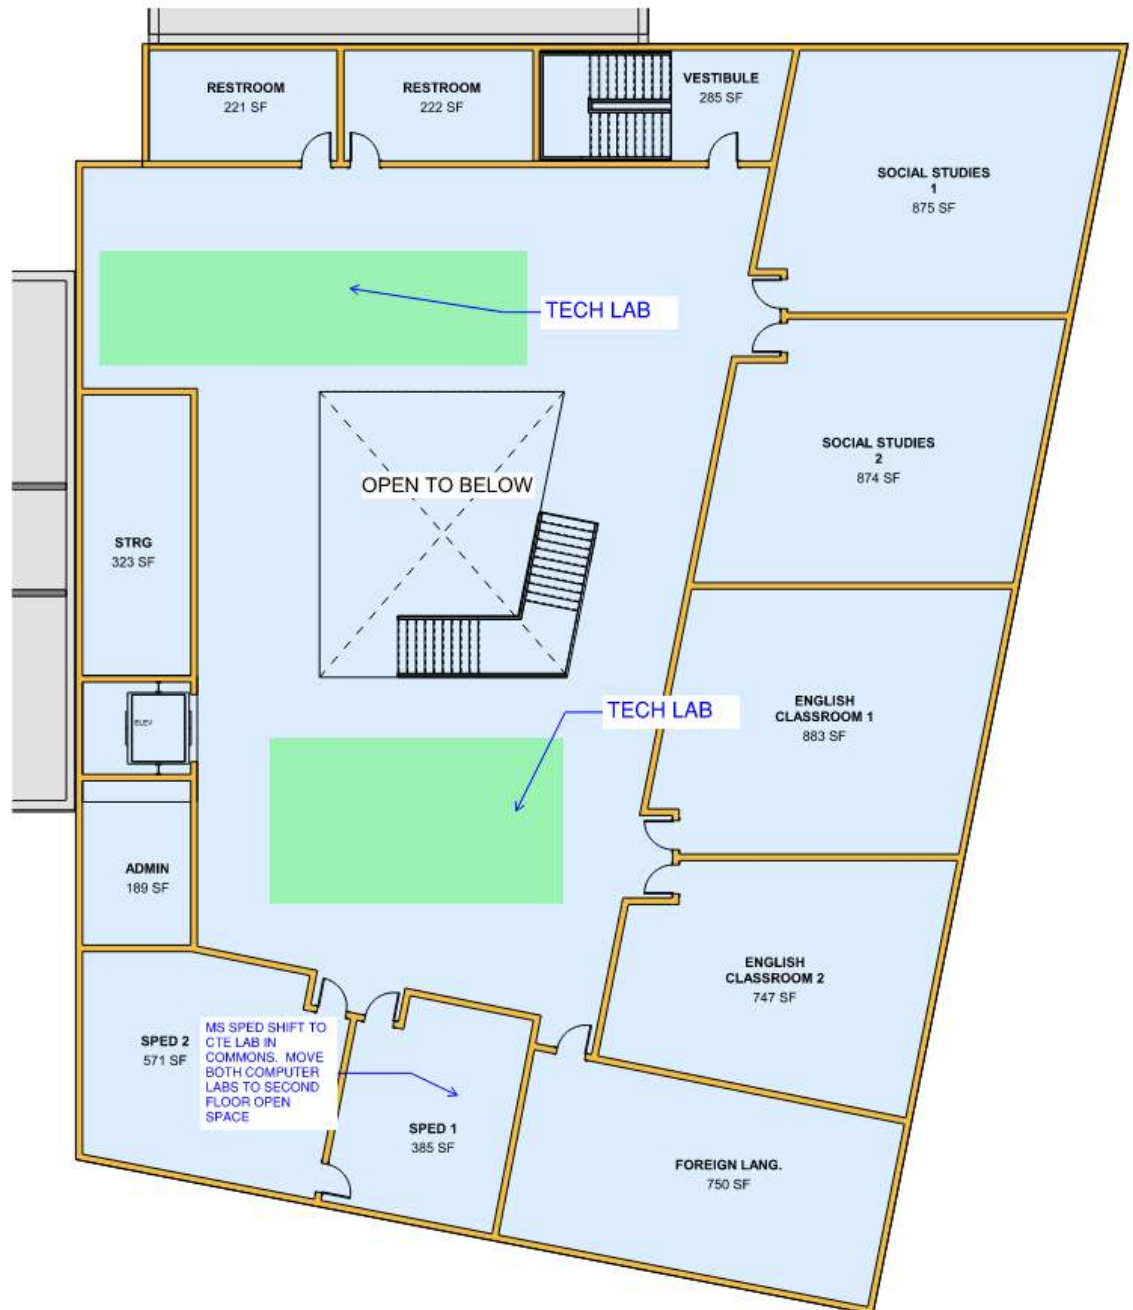 RESTROOM
221 SF
RESTROOM
222 SF
VESTIBULE
285 SF
SOCIAL STUDIES
1
875 SF
TECH LAB
SOCIAL STUDIES
2
874 SF
OPEN TO BELOW
STRG
323 SF
ELEV
TECH LAB
ENGLISH
CLASSROOM 1
883 SF
ADMIN
189 SF
ENGLISH
CLASSROOM 2
747 SF
SPED 2
571 SF
MS SPED SHIFT TO
CTE LAB IN
COMMONS. MOVE
BOTH COMPUTER
LABS TO SECOND
FLOOR OPEN
SPACE
SPED 1
385 SF
FOREIGN LANG.
750 SF